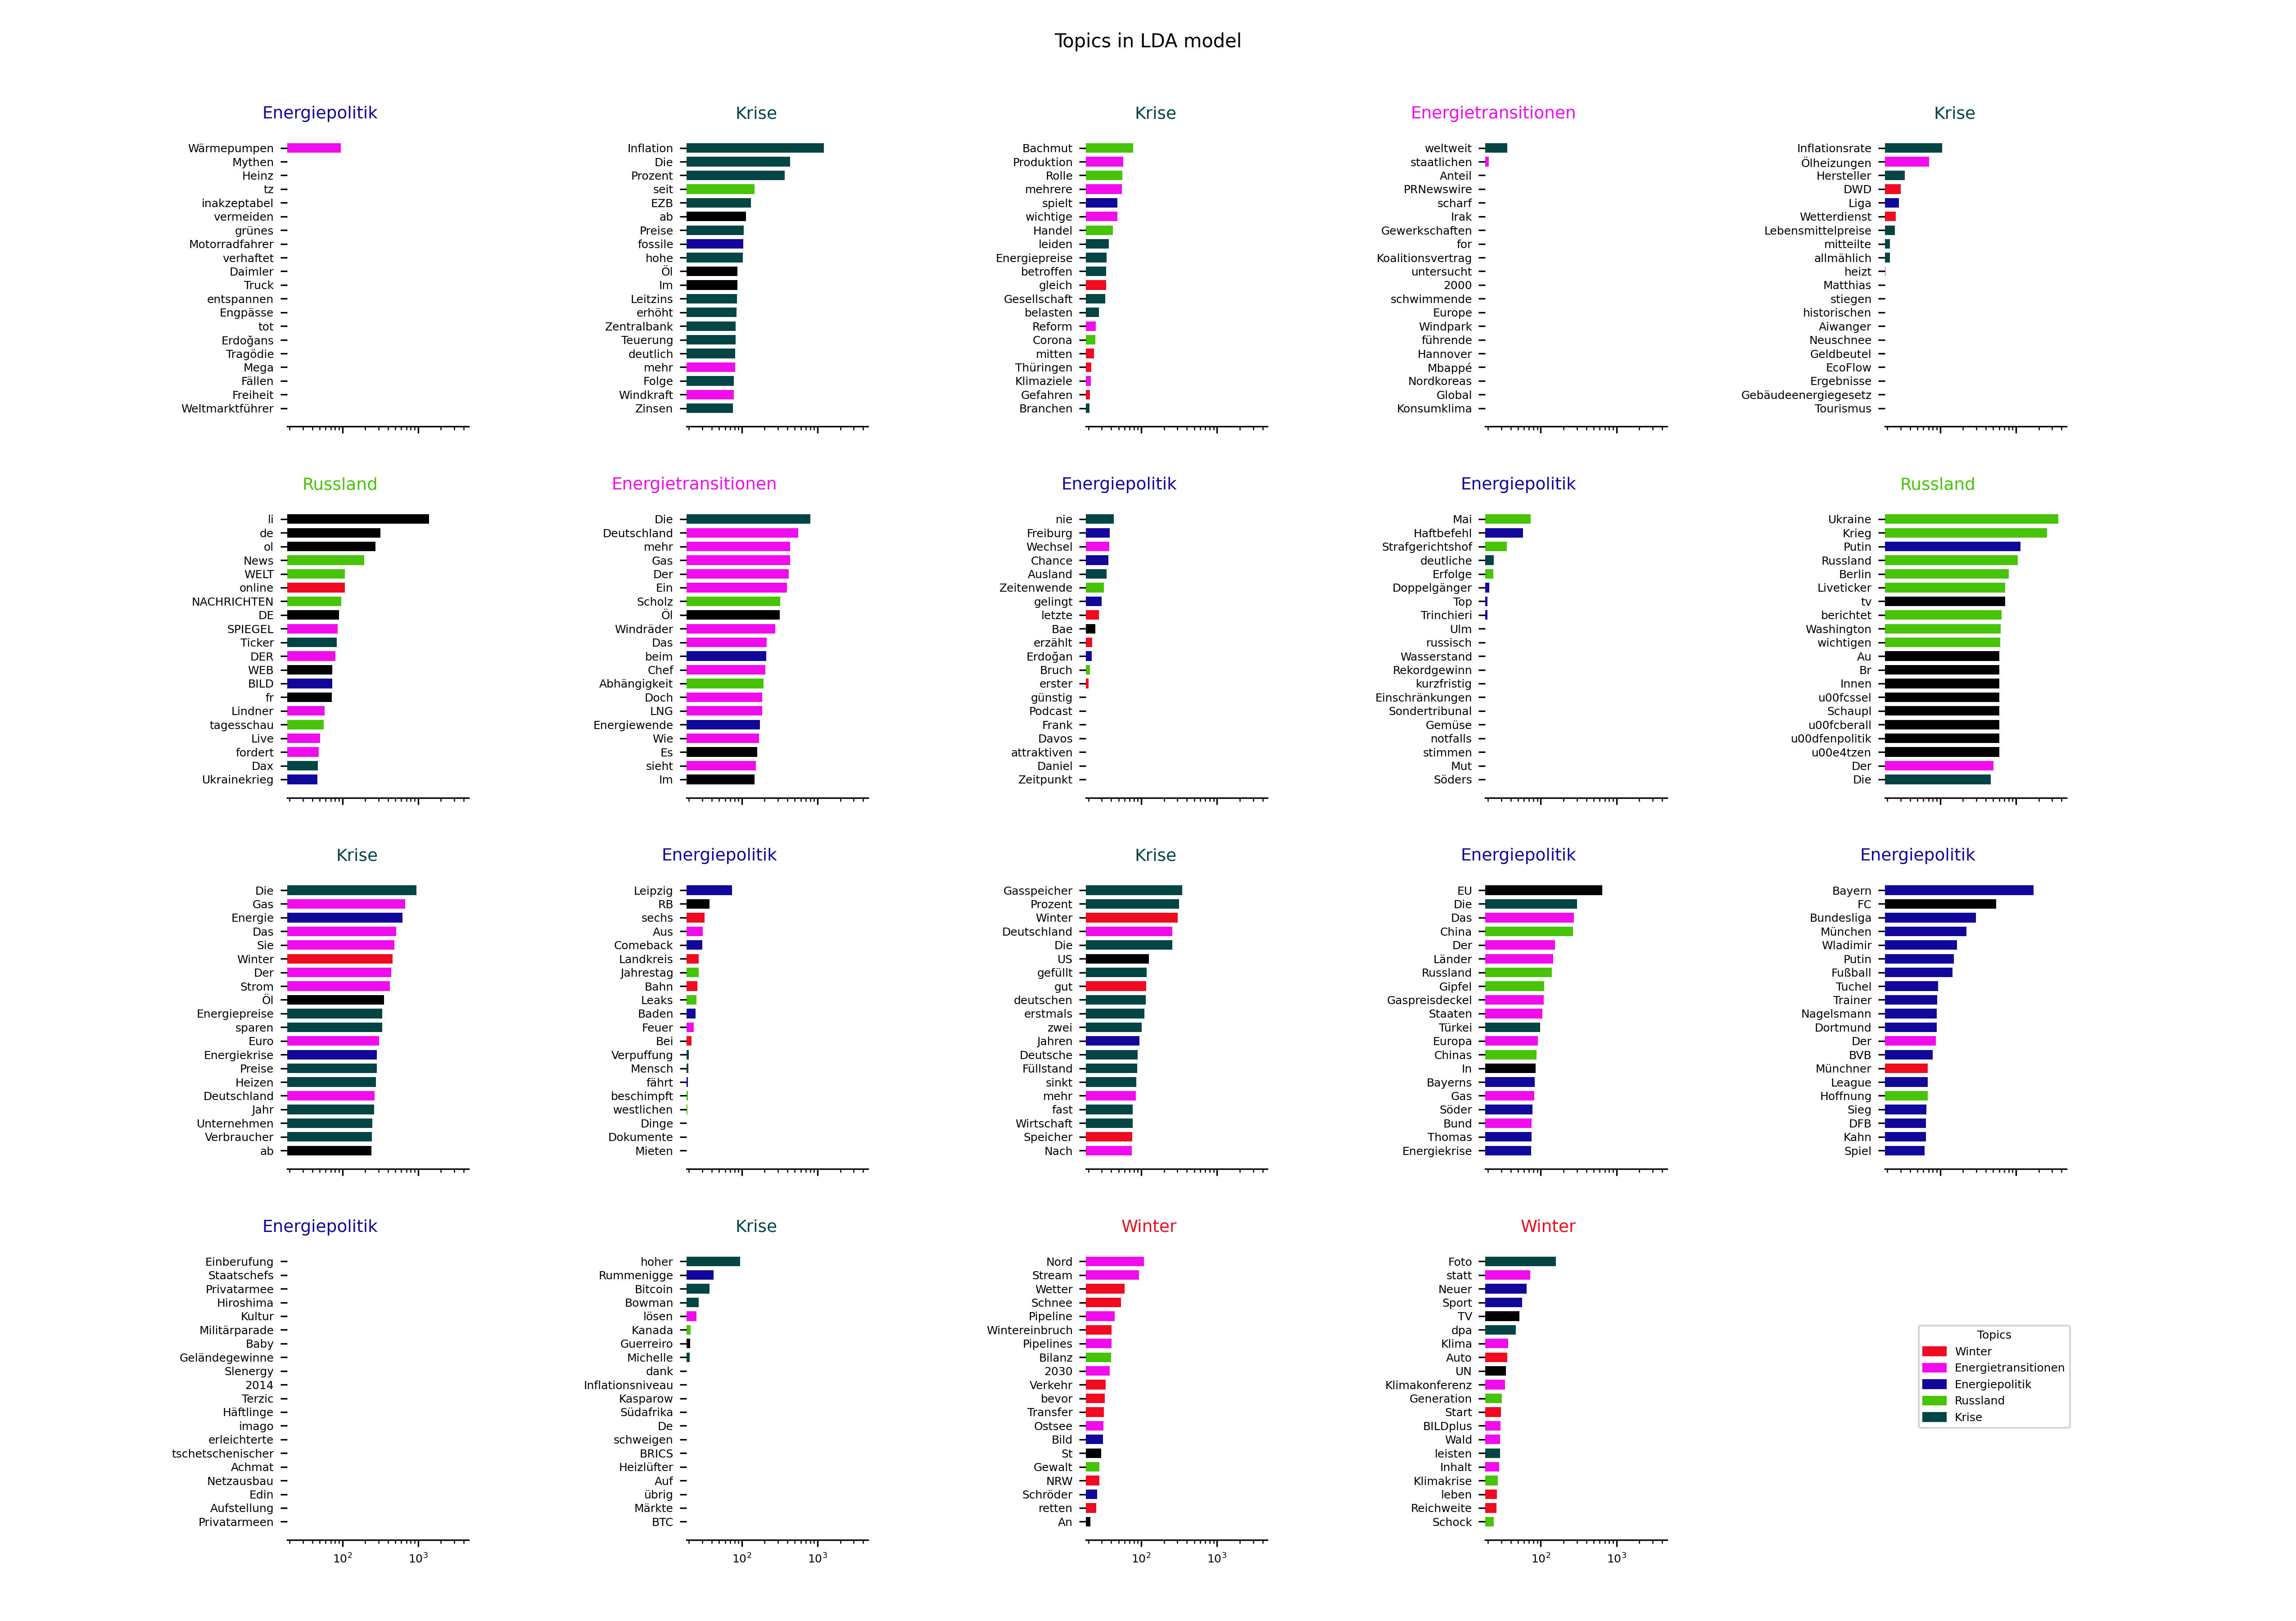 Topics in LDA model
Energiepolitik
Wärmepumpen
Mythen
Heinz
tz
inakzeptabel
vermeiden
grünes
Motorradfahrer
verhaftet
Daimler
Truck
entspannen
Engpässe
tot
Erdoğans
Tragödie
Mega
Fällen
Freiheit
Weltmarktführer
Krise
Inflation
Die
Prozent
seit
EZB
ab
Preise
fossile
hohe
Öl
Im
Leitzins
erhöht
Zentralbank
Teuerung
deutlich
mehr
Folge
Windkraft
Zinsen
Krise
Bachmut
Produktion
Rolle
mehrere
spielt
wichtige
Handel
leiden
Energiepreise
betroffen
gleich
Gesellschaft
belasten
Reform
Corona
mitten
Thüringen
Klimaziele
Gefahren
Branchen
Energietransitionen
weltweit
staatlichen
Anteil
PRNewswire
scharf
Irak
Gewerkschaften
for
Koalitionsvertrag
untersucht
2000
schwimmende
Europe
Windpark
führende
Hannover
Mbappé
Nordkoreas
Global
Konsumklima
Krise
Inflationsrate
Ölheizungen
Hersteller
DWD
Liga
Wetterdienst
Lebensmittelpreise
mitteilte
allmählich
heizt
Matthias
stiegen
historischen
Aiwanger
Neuschnee
Geldbeutel
EcoFlow
Ergebnisse
Gebäudeenergiegesetz
Tourismus
Russland
li
de
ol
News
WELT
online
NACHRICHTEN
DE
SPIEGEL
Ticker
DER
WEB
BILD
fr
Lindner
tagesschau
Live
fordert
Dax
Ukrainekrieg
Energietransitionen
Die
Deutschland
mehr
Gas
Der
Ein
Scholz
Öl
Windräder
Das
beim
Chef
Abhängigkeit
Doch
LNG
Energiewende
Wie
Es
sieht
Im
Energiepolitik
nie
Freiburg
Wechsel
Chance
Ausland
Zeitenwende
gelingt
letzte
Bae
erzählt
Erdoğan
Bruch
erster
günstig
Podcast
Frank
Davos
attraktiven
Daniel
Zeitpunkt
Energiepolitik
Mai
Haftbefehl
Strafgerichtshof
deutliche
Erfolge
Doppelgänger
Top
Trinchieri
Ulm
russisch
Wasserstand
Rekordgewinn
kurzfristig
Einschränkungen
Sondertribunal
Gemüse
notfalls
stimmen
Mut
Söders
Russland
Ukraine
Krieg
Putin
Russland
Berlin
Liveticker
tv
berichtet
Washington
wichtigen
Au
Br
Innen
u00fcssel
Schaupl
u00fcberall
u00dfenpolitik
u00e4tzen
Der
Die
Krise
Die
Gas
Energie
Das
Sie
Winter
Der
Strom
Öl
Energiepreise
sparen
Euro
Energiekrise
Preise
Heizen
Deutschland
Jahr
Unternehmen
Verbraucher
ab
Energiepolitik
Leipzig
RB
sechs
Aus
Comeback
Landkreis
Jahrestag
Bahn
Leaks
Baden
Feuer
Bei
Verpuffung
Mensch
fährt
beschimpft
westlichen
Dinge
Dokumente
Mieten
Krise
Gasspeicher
Prozent
Winter
Deutschland
Die
US
gefüllt
gut
deutschen
erstmals
zwei
Jahren
Deutsche
Füllstand
sinkt
mehr
fast
Wirtschaft
Speicher
Nach
Energiepolitik
EU
Die
Das
China
Der
Länder
Russland
Gipfel
Gaspreisdeckel
Staaten
Türkei
Europa
Chinas
In
Bayerns
Gas
Söder
Bund
Thomas
Energiekrise
Energiepolitik
Bayern
FC
Bundesliga
München
Wladimir
Putin
Fußball
Tuchel
Trainer
Nagelsmann
Dortmund
Der
BVB
Münchner
League
Hoffnung
Sieg
DFB
Kahn
Spiel
Energiepolitik
Einberufung
Staatschefs
Privatarmee
Hiroshima
Kultur
Militärparade
Baby
Geländegewinne
Slenergy
2014
Terzic
Häftlinge
imago
erleichterte
tschetschenischer
Achmat
Netzausbau
Edin
Aufstellung
Privatarmeen
10² 10³
Krise
hoher
Rummenigge
Bitcoin
Bowman
lösen
Kanada
Guerreiro
Michelle
dank
Inflationsniveau
Kasparow
Südafrika
De
schweigen
BRICS
Heizlüfter
Auf
übrig
Märkte
BTC
10² 10³
Winter
Nord
Stream
Wetter
Schnee
Pipeline
Wintereinbruch
Pipelines
Bilanz
2030
Verkehr
bevor
Transfer
Ostsee
Bild
St
Gewalt
NRW
Schröder
retten
An
10² 10³
Winter
Foto
statt
Neuer
Sport
TV
dpa
Klima
Auto
UN
Klimakonferenz
Generation
Start
BILDplus
Wald
leisten
Inhalt
Klimakrise
leben
Reichweite
Schock
10² 10³
Topics
Winter
Energietransitionen
Energiepolitik
Russland
Krise